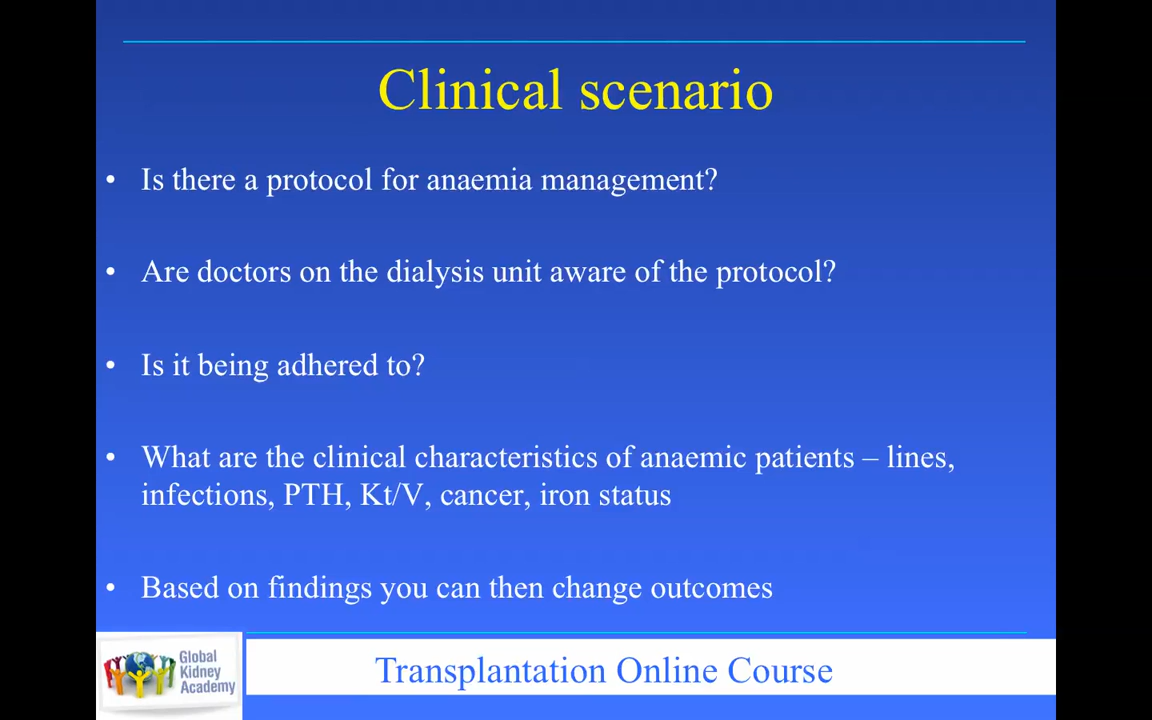 Clinical scenario
• Is there a protocol for anaemia management?
• Are doctors on the dialysis unit aware of the protocol?
• Is it being adhered to?
• What are the clinical characteristics of anaemic patients – lines,
infections, PTH, Kt/V, cancer, iron status
• Based on findings you can then change outcomes
Global
Kidney
Academy
Transplantation Online Course